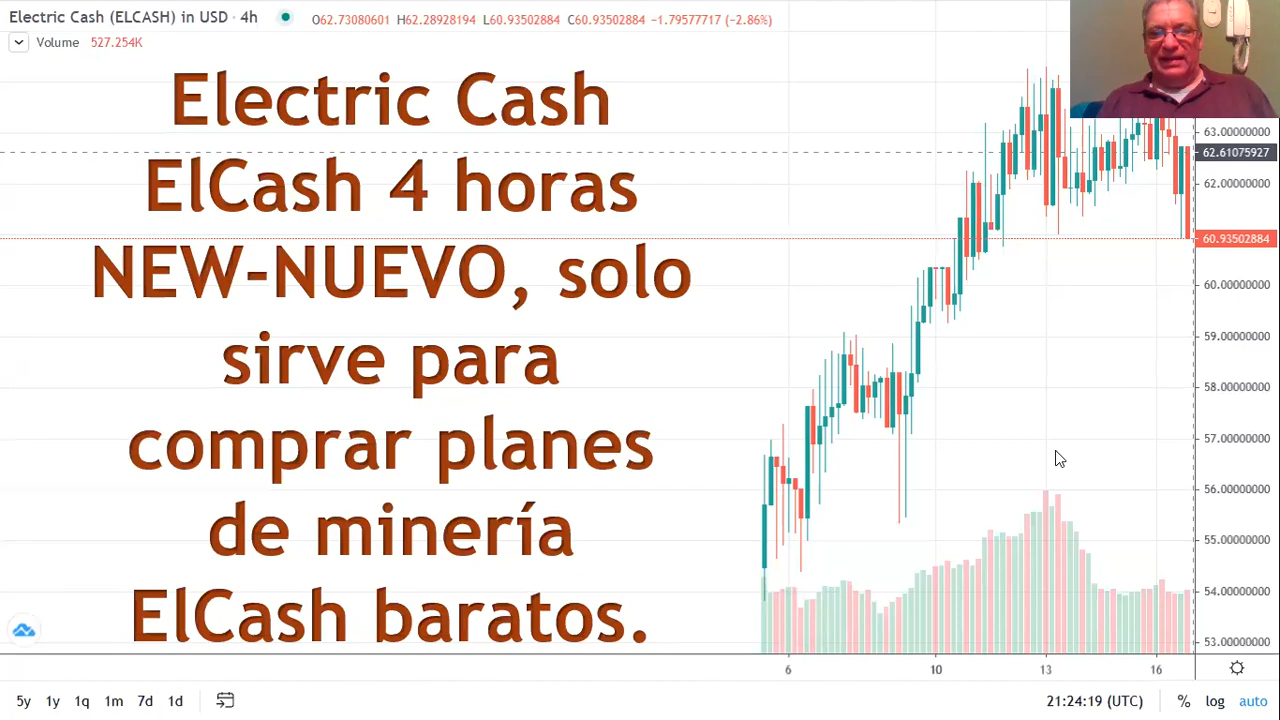 Electric Cash (ELCASH) in USD · 4h
O62.73080601 H62.28928194 L60.93502884 C60.93502884 −1.79577717 (−2.86%)
Volume 527.254K
Electric Cash
ElCash 4 horas
NEW-NUEVO, solo
sirve para
comprar planes
de minería
ElCash baratos.
63.00000000
62.61075927
62.00000000
60.93502884
60.00000000
59.00000000
58.00000000
57.00000000
56.00000000
55.00000000
54.00000000
53.00000000
6 10 13 16
5y 1y 1q 1m 7d 1d 21:24:19 (UTC) % log auto